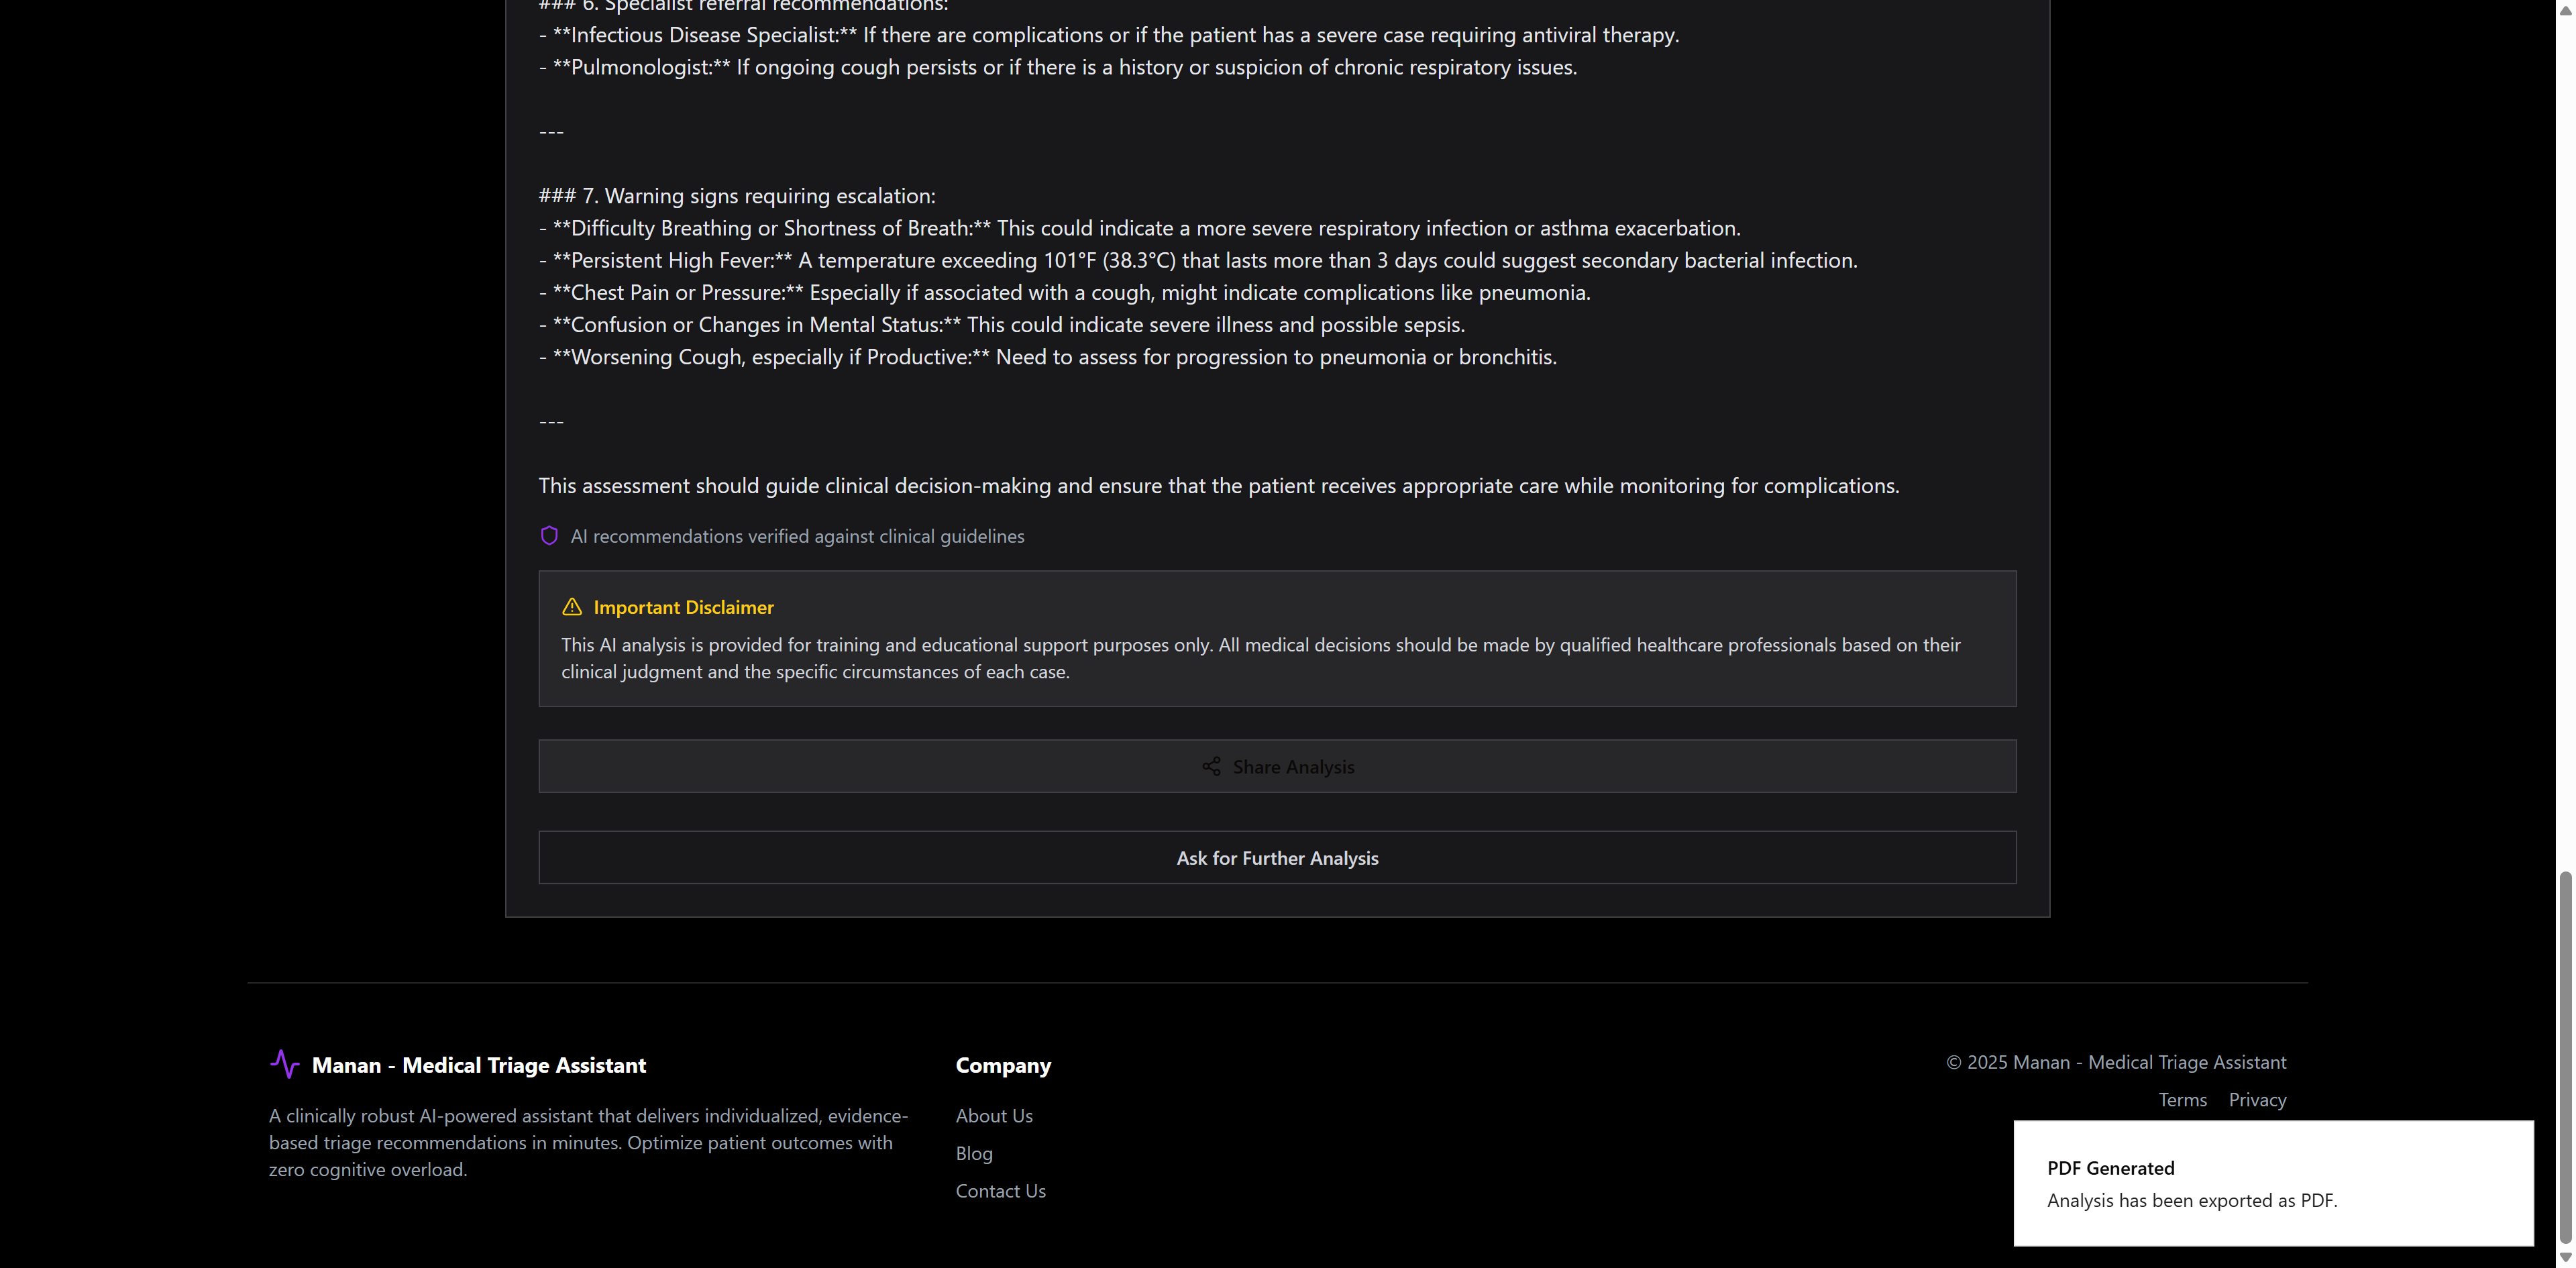 ### 6. Specialist referral recommendations:
- **Infectious Disease Specialist:** If there are complications or if the patient has a severe case requiring antiviral therapy.
- **Pulmonologist:** If ongoing cough persists or if there is a history or suspicion of chronic respiratory issues.
---
### 7. Warning signs requiring escalation:
- **Difficulty Breathing or Shortness of Breath:** This could indicate a more severe respiratory infection or asthma exacerbation.
- **Persistent High Fever:** A temperature exceeding 101°F (38.3°C) that lasts more than 3 days could suggest secondary bacterial infection.
- **Chest Pain or Pressure:** Especially if associated with a cough, might indicate complications like pneumonia.
- **Confusion or Changes in Mental Status:** This could indicate severe illness and possible sepsis.
- **Worsening Cough, especially if Productive:** Need to assess for progression to pneumonia or bronchitis.
---
This assessment should guide clinical decision-making and ensure that the patient receives appropriate care while monitoring for complications.
AI recommendations verified against clinical guidelines
Important Disclaimer
This AI analysis is provided for training and educational support purposes only. All medical decisions should be made by qualified healthcare professionals based on their
clinical judgment and the specific circumstances of each case.
Share Analysis
Ask for Further Analysis
Manan - Medical Triage Assistant
A clinically robust AI-powered assistant that delivers individualized, evidence-
based triage recommendations in minutes. Optimize patient outcomes with
zero cognitive overload.
Company
About Us
Blog
Contact Us
© 2025 Manan - Medical Triage Assistant
Terms Privacy
PDF Generated
Analysis has been exported as PDF.